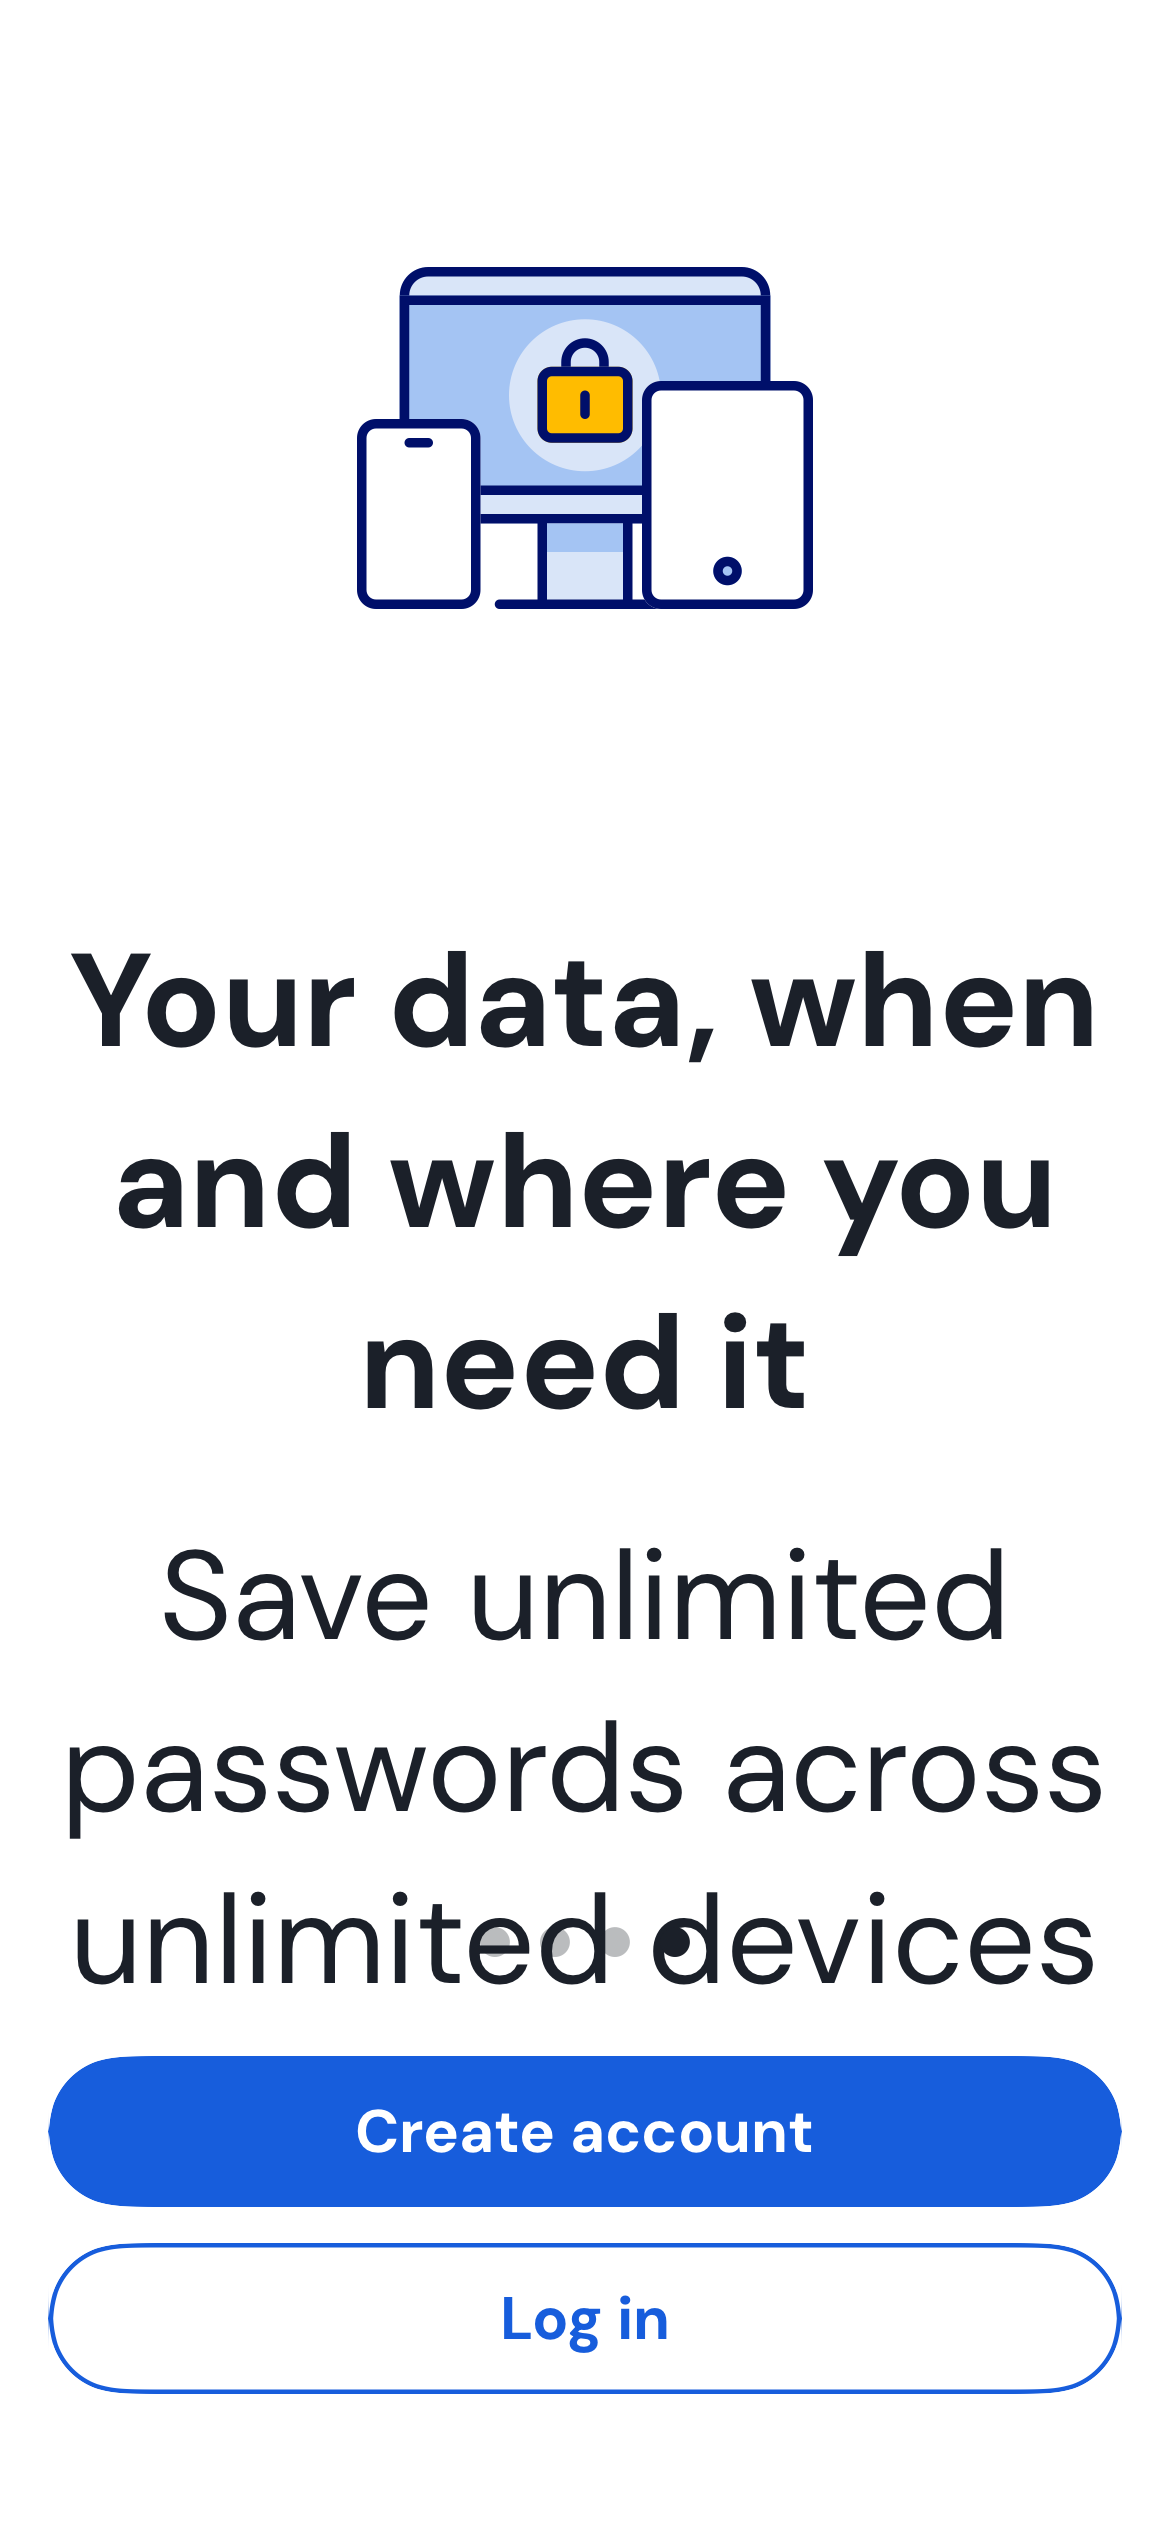 Your data, when
and where you
need it
Save unlimited
passwords across
unlimited devices
Create account
Log in